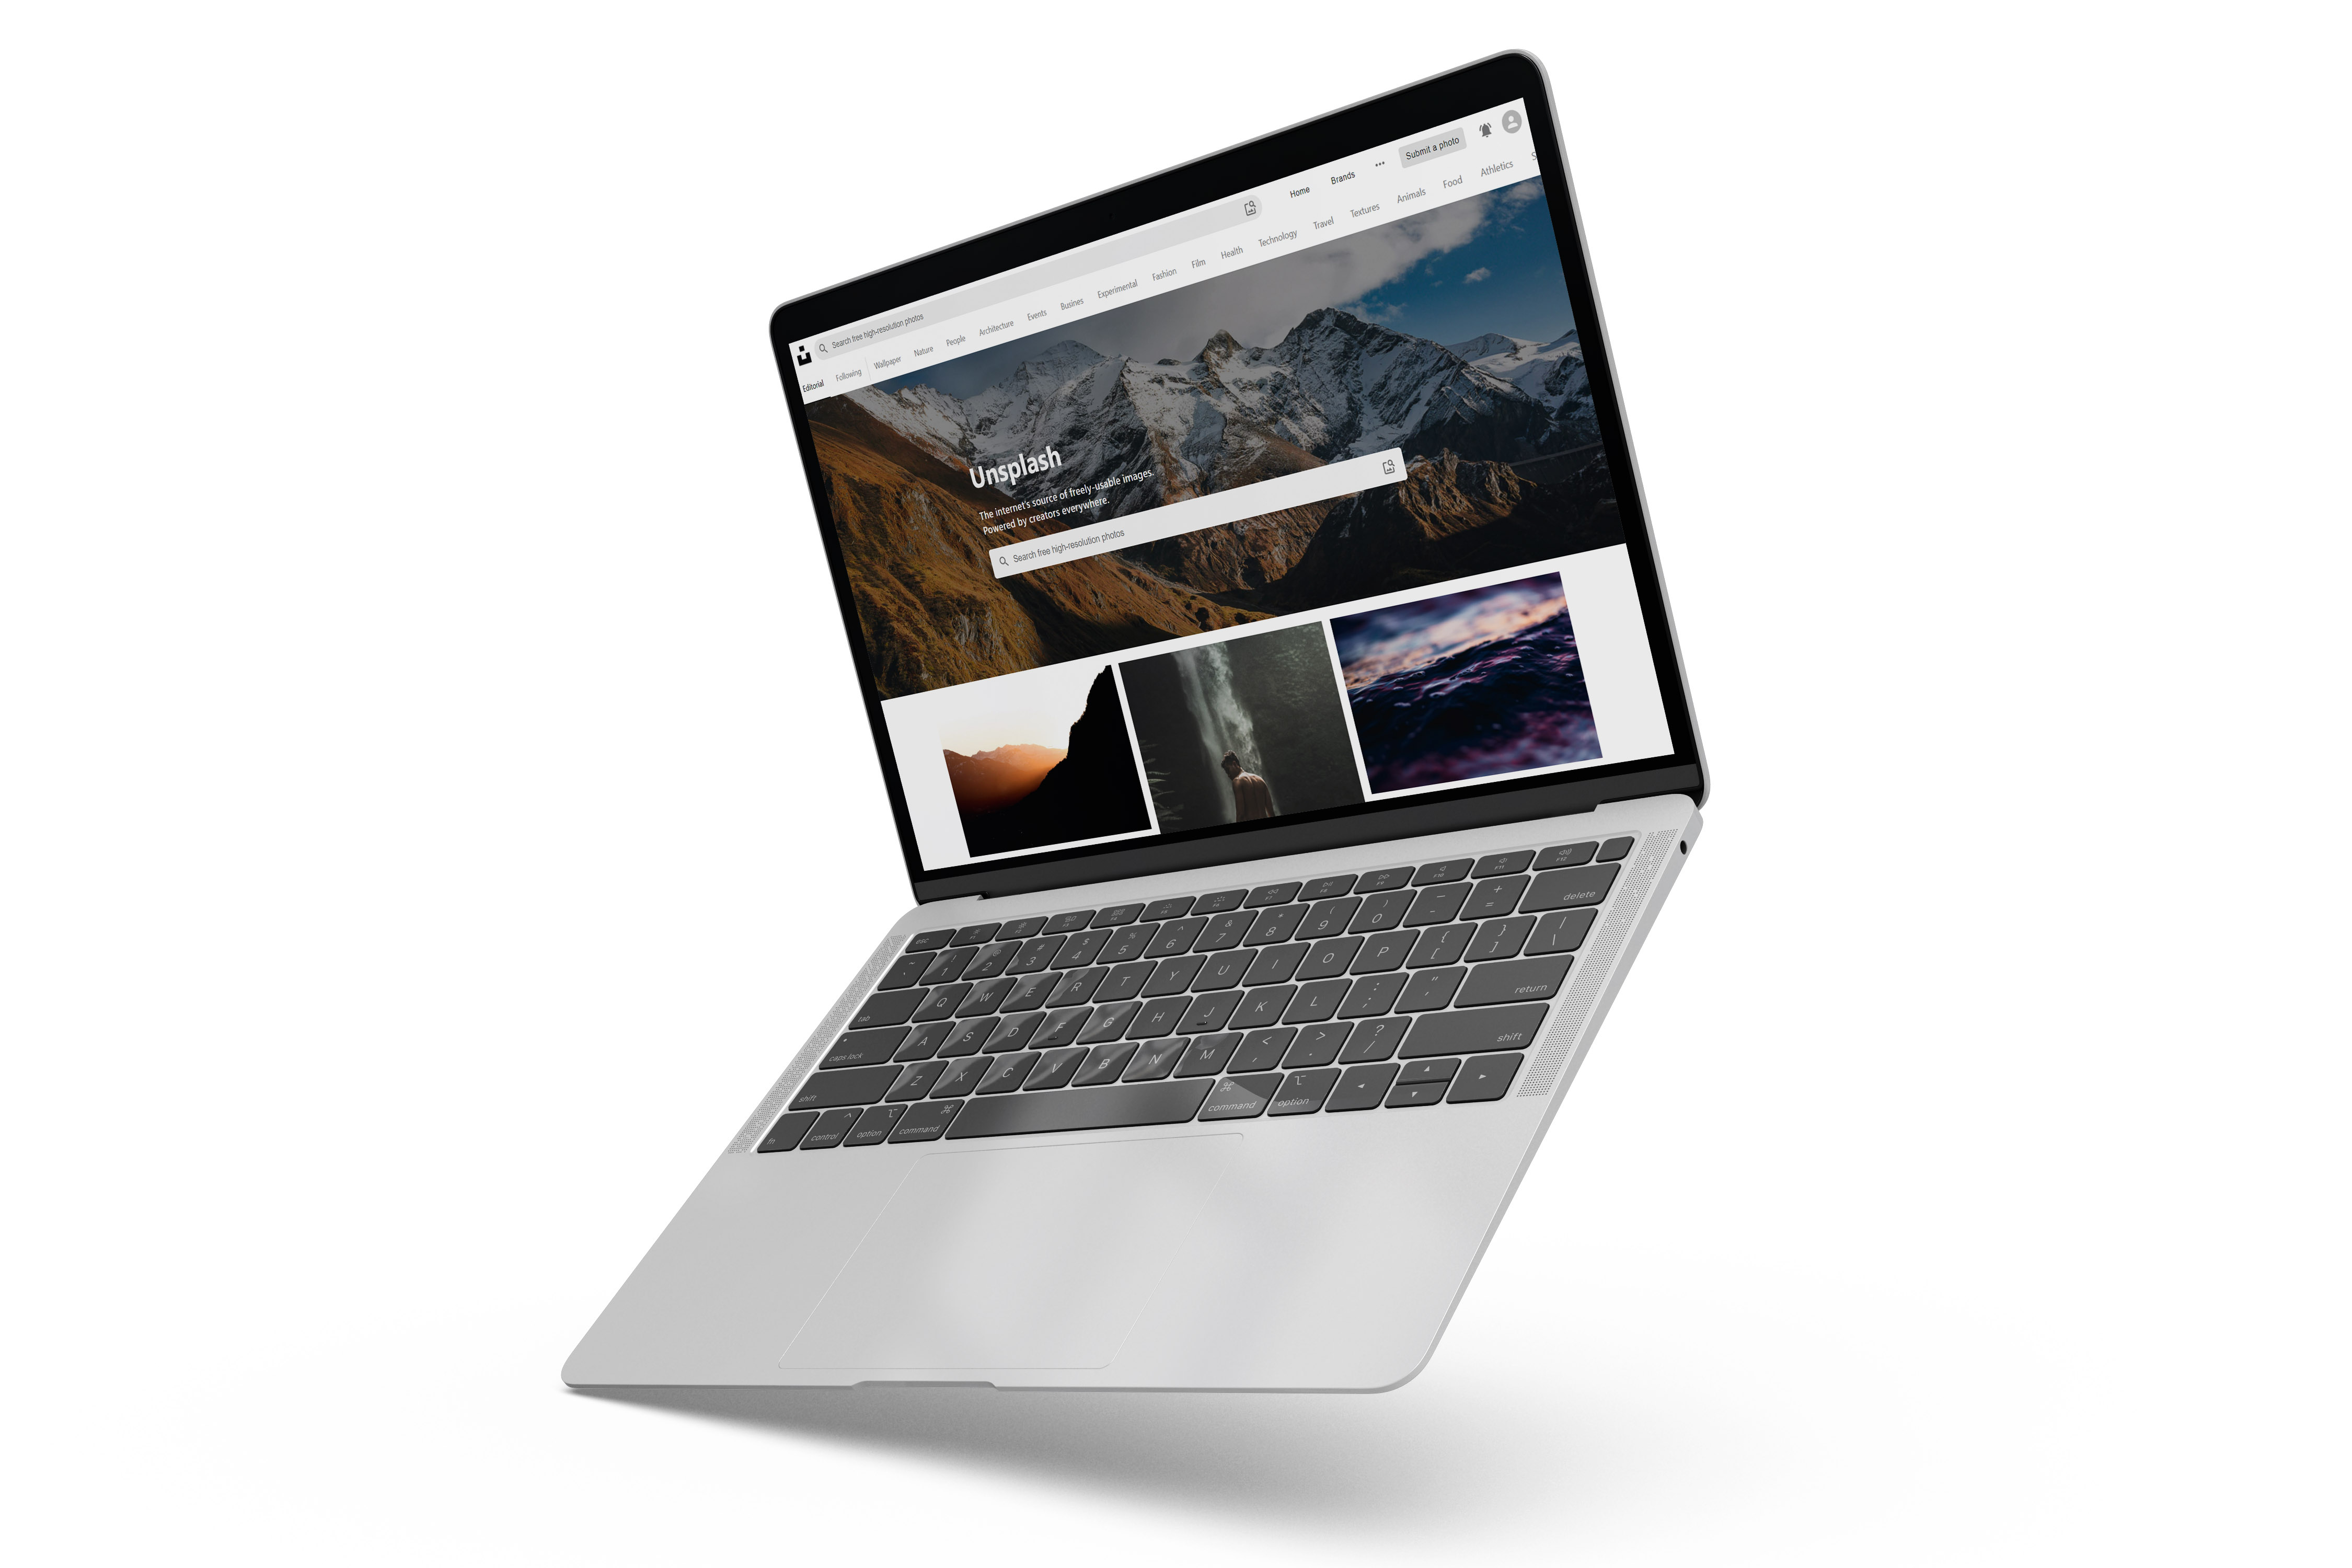 Search free high-resolution photos
Home Brands ••• Submit a photo
Editorial Following Wallpaper Nature People Architecture Events Busines Experimental Fashion Film Health Technology Travel Textures Animals Food Athletics S
Unsplash
The internet's source of freely-usable images.
Powered by creators everywhere.
Search free high-resolution photos
esc
~ ! @ # $ % ^ & * ( ) — +
` 1 2 3 4 5 6 7 8 9 0 - = delete
tab Q W E R T Y U I O P { [ } ] | \
caps lock A S D F G H J K L : ; " ' return
shift Z X C V B N M < , > . ? / shift
fn control option command command option